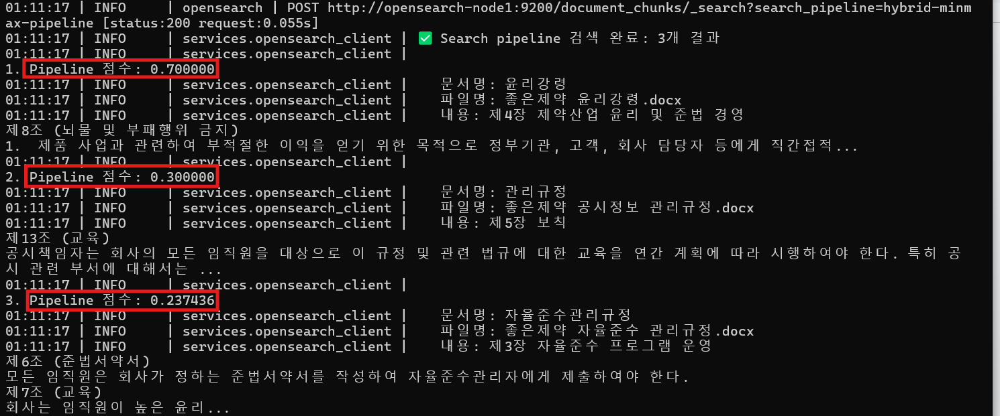 01:11:17 | INFO     | opensearch | POST http://opensearch-node1:9200/document_chunks/_search?search_pipeline=hybrid-minm
ax-pipeline [status:200 request:0.055s]
01:11:17 | INFO     | services.opensearch_client | ✅ Search pipeline 검색 완료: 3개 결과
01:11:17 | INFO     | services.opensearch_client |
1. Pipeline 점수: 0.700000
01:11:17 | INFO     | services.opensearch_client |    문서명: 윤리강령
01:11:17 | INFO     | services.opensearch_client |    파일명: 좋은제약 윤리강령.docx
01:11:17 | INFO     | services.opensearch_client |    내용: 제4장 제약산업 윤리 및 준법 경영
제8조 (뇌물 및 부패행위 금지)
1.  제품 사업과 관련하여 부적절한 이익을 얻기 위한 목적으로 정부기관, 고객, 회사 담당자 등에게 직간접적...
01:11:17 | INFO     | services.opensearch_client |
2. Pipeline 점수: 0.300000
01:11:17 | INFO     | services.opensearch_client |    문서명: 관리규정
01:11:17 | INFO     | services.opensearch_client |    파일명: 좋은제약 공시정보 관리규정.docx
01:11:17 | INFO     | services.opensearch_client |    내용: 제5장 보칙
제13조 (교육)
공시책임자는 회사의 모든 임직원을 대상으로 이 규정 및 관련 법규에 대한 교육을 연간 계획에 따라 시행하여야 한다. 특히 공
시 관련 부서에 대해서는 ...
01:11:17 | INFO     | services.opensearch_client |
3. Pipeline 점수: 0.237436
01:11:17 | INFO     | services.opensearch_client |    문서명: 자율준수관리규정
01:11:17 | INFO     | services.opensearch_client |    파일명: 좋은제약 자율준수 관리규정.docx
01:11:17 | INFO     | services.opensearch_client |    내용: 제3장 자율준수 프로그램 운영
제6조 (준법서약서)
모든 임직원은 회사가 정하는 준법서약서를 작성하여 자율준수관리자에게 제출하여야 한다.
제7조 (교육)
회사는 임직원이 높은 윤리...